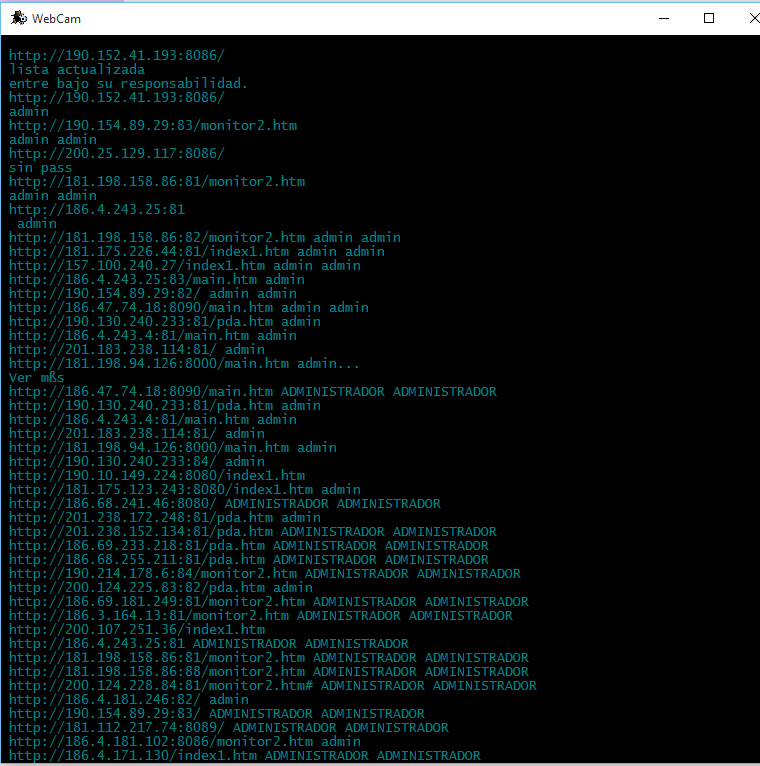 WebCam
http://190.152.41.193:8086/
lista actualizada
entre bajo su responsabilidad.
http://190.152.41.193:8086/
admin
http://190.154.89.29:83/monitor2.htm
admin admin
http://200.25.129.117:8086/
sin pass
http://181.198.158.86:81/monitor2.htm
admin admin
http://186.4.243.25:81
admin
http://181.198.158.86:82/monitor2.htm admin admin
http://181.175.226.44:81/index1.htm admin admin
http://157.100.240.27/index1.htm admin admin
http://186.4.243.25:83/main.htm admin
http://190.154.89.29:82/ admin admin
http://186.47.74.18:8090/main.htm admin admin
http://190.130.240.233:81/pda.htm admin
http://186.4.243.4:81/main.htm admin
http://201.183.238.114:81/ admin
http://181.198.94.126:8000/main.htm admin...
Ver mßs
http://186.47.74.18:8090/main.htm ADMINISTRADOR ADMINISTRADOR
http://190.130.240.233:81/pda.htm admin
http://186.4.243.4:81/main.htm admin
http://201.183.238.114:81/ admin
http://181.198.94.126:8000/main.htm admin
http://190.130.240.233:84/ admin
http://190.10.149.224:8080/index1.htm
http://181.175.123.243:8080/index1.htm admin
http://186.68.241.46:8080/ ADMINISTRADOR ADMINISTRADOR
http://201.238.172.248:81/pda.htm admin
http://201.238.152.134:81/pda.htm ADMINISTRADOR ADMINISTRADOR
http://186.69.233.218:81/pda.htm ADMINISTRADOR ADMINISTRADOR
http://186.68.255.211:81/pda.htm ADMINISTRADOR ADMINISTRADOR
http://190.214.178.6:84/monitor2.htm ADMINISTRADOR ADMINISTRADOR
http://200.124.225.83:82/pda.htm admin
http://186.69.181.249:81/monitor2.htm ADMINISTRADOR ADMINISTRADOR
http://186.3.164.13:81/monitor2.htm ADMINISTRADOR ADMINISTRADOR
http://200.107.251.36/index1.htm
http://186.4.243.25:81 ADMINISTRADOR ADMINISTRADOR
http://181.198.158.86:81/monitor2.htm ADMINISTRADOR ADMINISTRADOR
http://181.198.158.86:88/monitor2.htm ADMINISTRADOR ADMINISTRADOR
http://200.124.228.84:81/monitor2.htm# ADMINISTRADOR ADMINISTRADOR
http://186.4.181.246:82/ admin
http://190.154.89.29:83/ ADMINISTRADOR ADMINISTRADOR
http://181.112.217.74:8089/ ADMINISTRADOR ADMINISTRADOR
http://186.4.181.102:8086/monitor2.htm admin
http://186.4.171.130/index1.htm ADMINISTRADOR ADMINISTRADOR